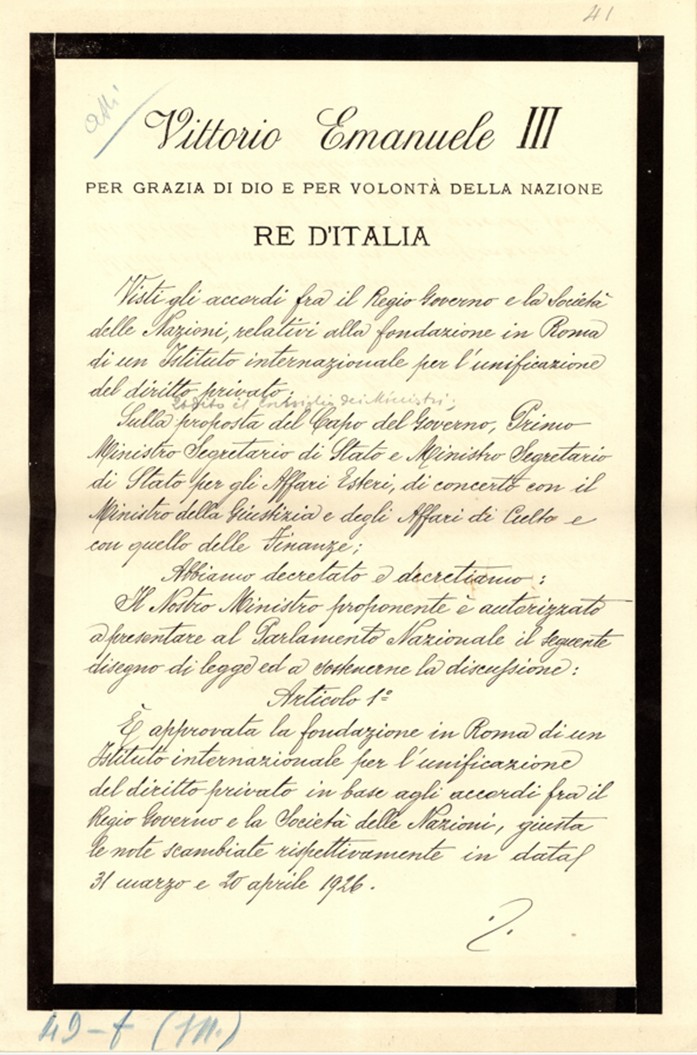 41
atti
Vittorio Emanuele III
PER GRAZIA DI DIO E PER VOLONTÀ DELLA NAZIONE
RE D'ITALIA
Visti gli accordi fra il Regio Governo e la Società
delle Nazioni, relativi alla fondazione in Roma
di un Istituto internazionale per l'unificazione
del diritto privato;
Udito il Consiglio dei Ministri;
Sulla proposta del Capo del Governo, Primo
Ministro Segretario di Stato e Ministro Segretario
di Stato per gli Affari Esteri, di concerto con il
Ministro della Giustizia e degli Affari di Culto e
con quello delle Finanze;
Abbiamo decretato e decretiamo:
Il Nostro Ministro proponente è autorizzato
a presentare al Parlamento Nazionale il seguente
disegno di legge ed a sostenerne la discussione:
Articolo 1º
È approvata la fondazione in Roma di un
Istituto internazionale per l'unificazione
del diritto privato in base agli accordi fra il
Regio Governo e la Società delle Nazioni, giusta
le note scambiate rispettivamente in data
31 marzo e 20 aprile 1926.
49-f